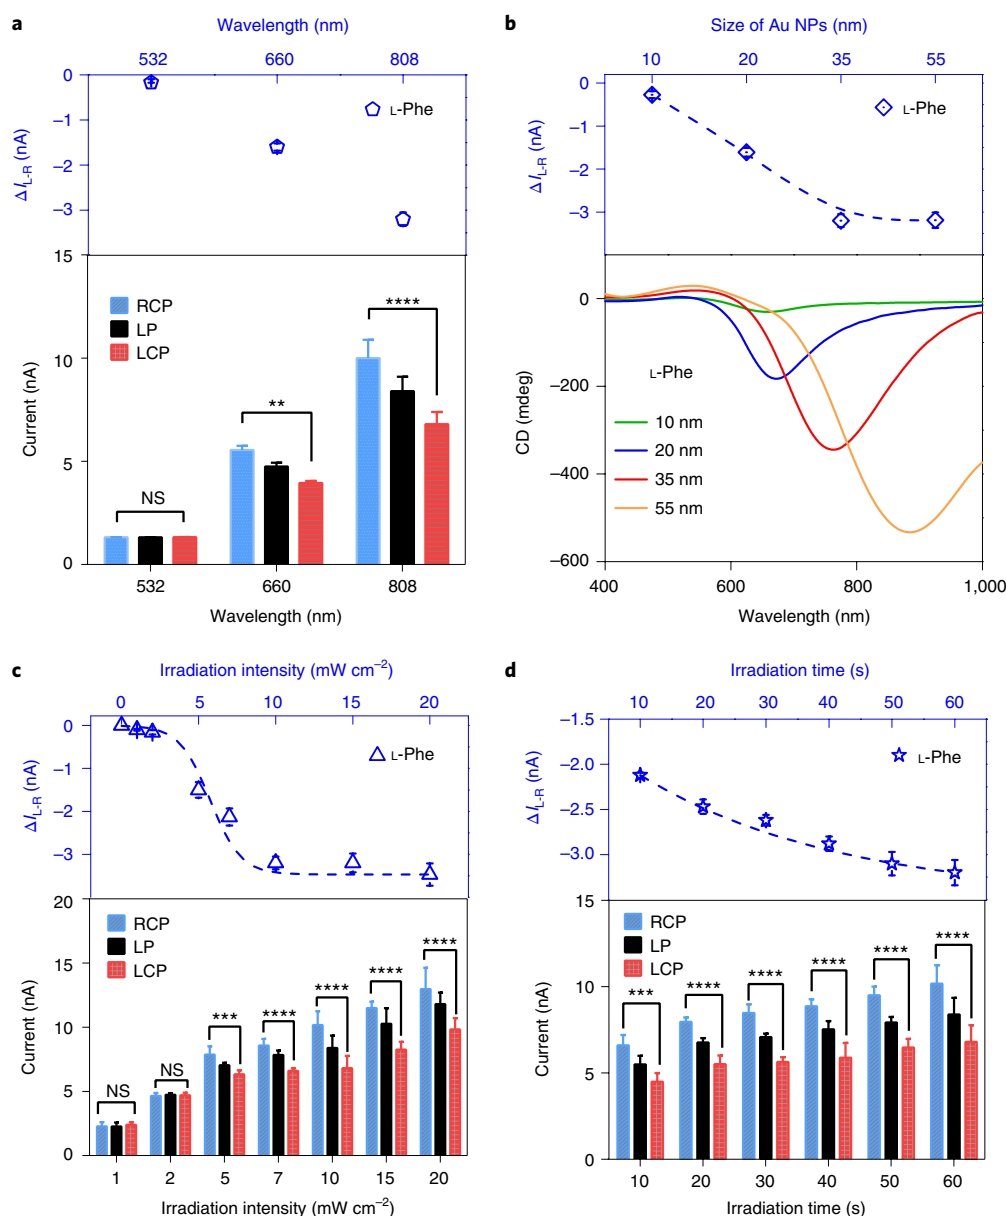 a
Wavelength (nm)
532 660 808
0
–1
–2
–3
ΔI_L-R (nA)
L-Phe
15
10
5
0
Current (nA)
RCP
LP
LCP
NS
**
****
532 660 808
Wavelength (nm)
b
Size of Au NPs (nm)
10 20 35 55
0
–1
–2
–3
ΔI_L-R (nA)
L-Phe
0
–200
–400
–600
CD (mdeg)
L-Phe
10 nm
20 nm
35 nm
55 nm
400 600 800 1,000
Wavelength (nm)
c
Irradiation intensity (mW cm⁻²)
0 5 10 15 20
0
–1
–2
–3
ΔI_L-R (nA)
L-Phe
20
15
10
5
0
Current (nA)
RCP
LP
LCP
NS
NS
***
****
****
****
****
1 2 5 7 10 15 20
Irradiation intensity (mW cm⁻²)
d
Irradiation time (s)
10 20 30 40 50 60
–1.5
–2.0
–2.5
–3.0
ΔI_L-R (nA)
L-Phe
15
10
5
0
Current (nA)
RCP
LP
LCP
***
****
****
****
****
****
10 20 30 40 50 60
Irradiation time (s)